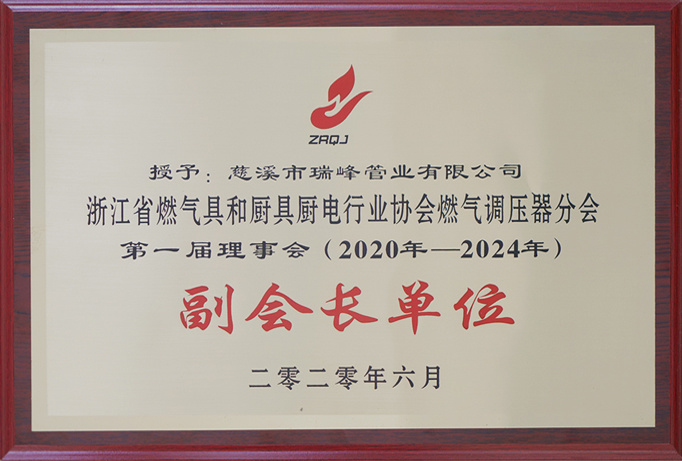 ZRQJ
授予：慈溪市瑞峰管业有限公司
浙江省燃气具和厨具厨电行业协会燃气调压器分会
第一届理事会（2020年—2024年）
副会长单位
二零二零年六月